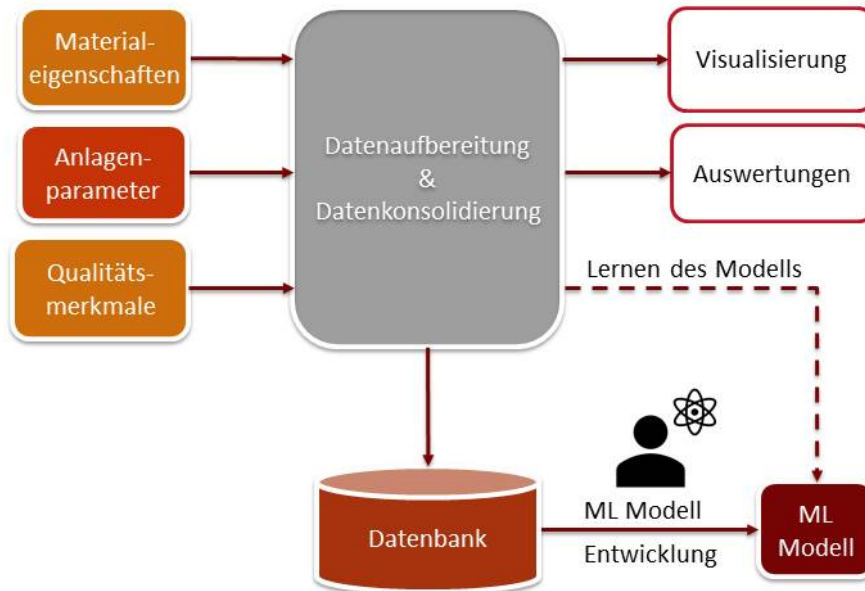 Material-
eigenschaften
Anlagen-
parameter
Qualitäts-
merkmale
Datenaufbereitung
&
Datenkonsolidierung
Visualisierung
Auswertungen
Lernen des Modells
Datenbank
ML Modell
Entwicklung
ML
Modell